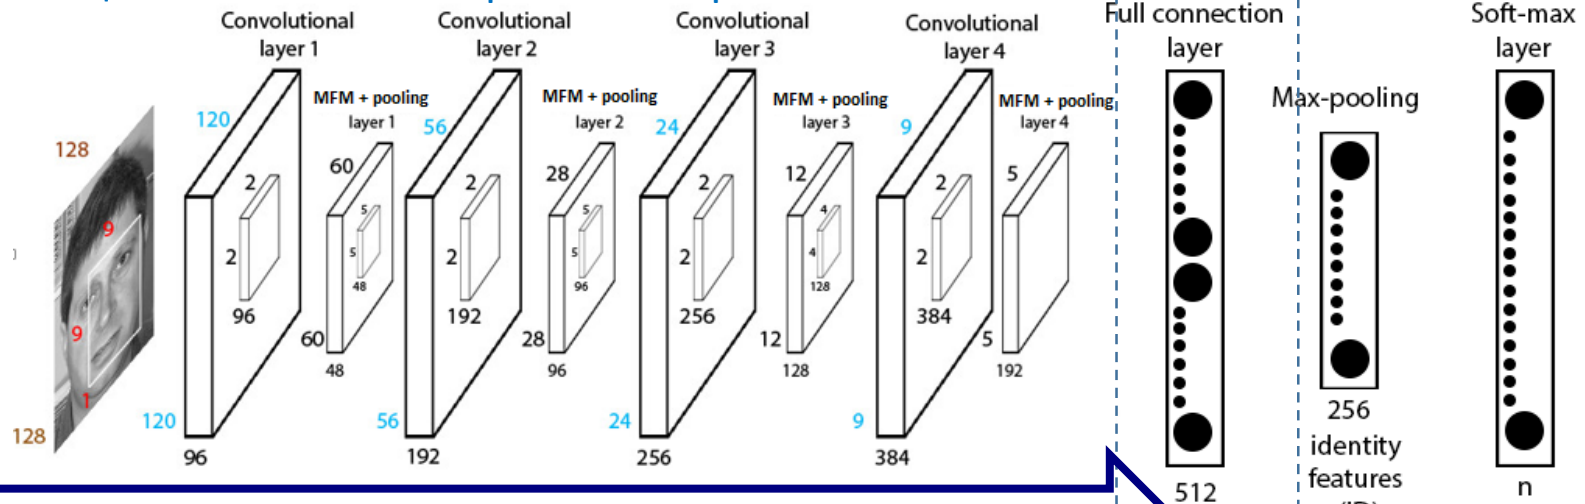 Convolutional
layer 1
Convolutional
layer 2
Convolutional
layer 3
Convolutional
layer 4
Full connection
layer
Soft-max
layer
MFM + pooling
layer 1
MFM + pooling
layer 2
MFM + pooling
layer 3
MFM + pooling
layer 4
Max-pooling
128
9
9
1
128
120
2
2
96
120
96
60
5
5
48
60
48
56
2
2
192
56
192
28
5
5
96
28
96
24
2
2
256
24
256
12
4
4
128
12
128
9
2
2
384
9
384
5
5
192
512
256
identity
features
n